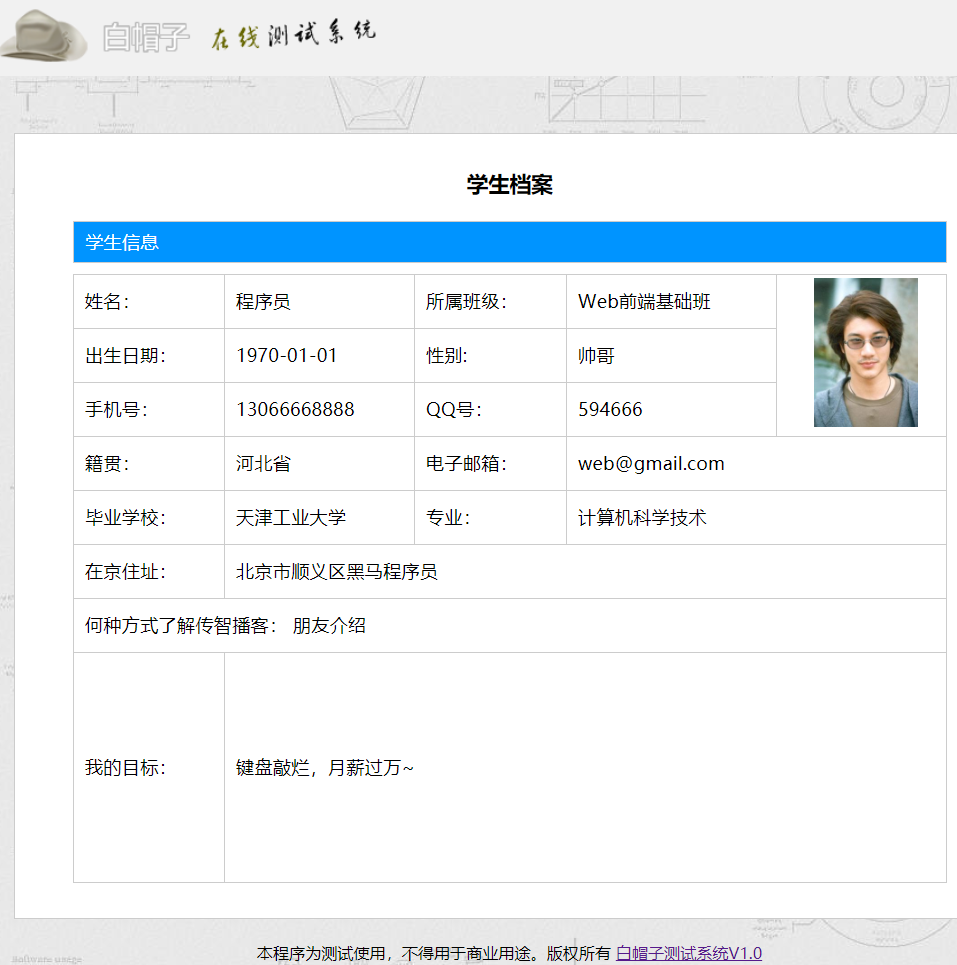 白帽子 在线测试系统
学生档案
学生信息
姓名： 程序员 所属班级： Web前端基础班
出生日期： 1970-01-01 性别： 帅哥
手机号： 13066668888 QQ号： 594666
籍贯： 河北省 电子邮箱： web@gmail.com
毕业学校： 天津工业大学 专业： 计算机科学技术
在京住址： 北京市顺义区黑马程序员
何种方式了解传智播客： 朋友介绍
我的目标： 键盘敲烂，月薪过万~
本程序为测试使用，不得用于商业用途。版权所有 白帽子测试系统V1.0
Software usege